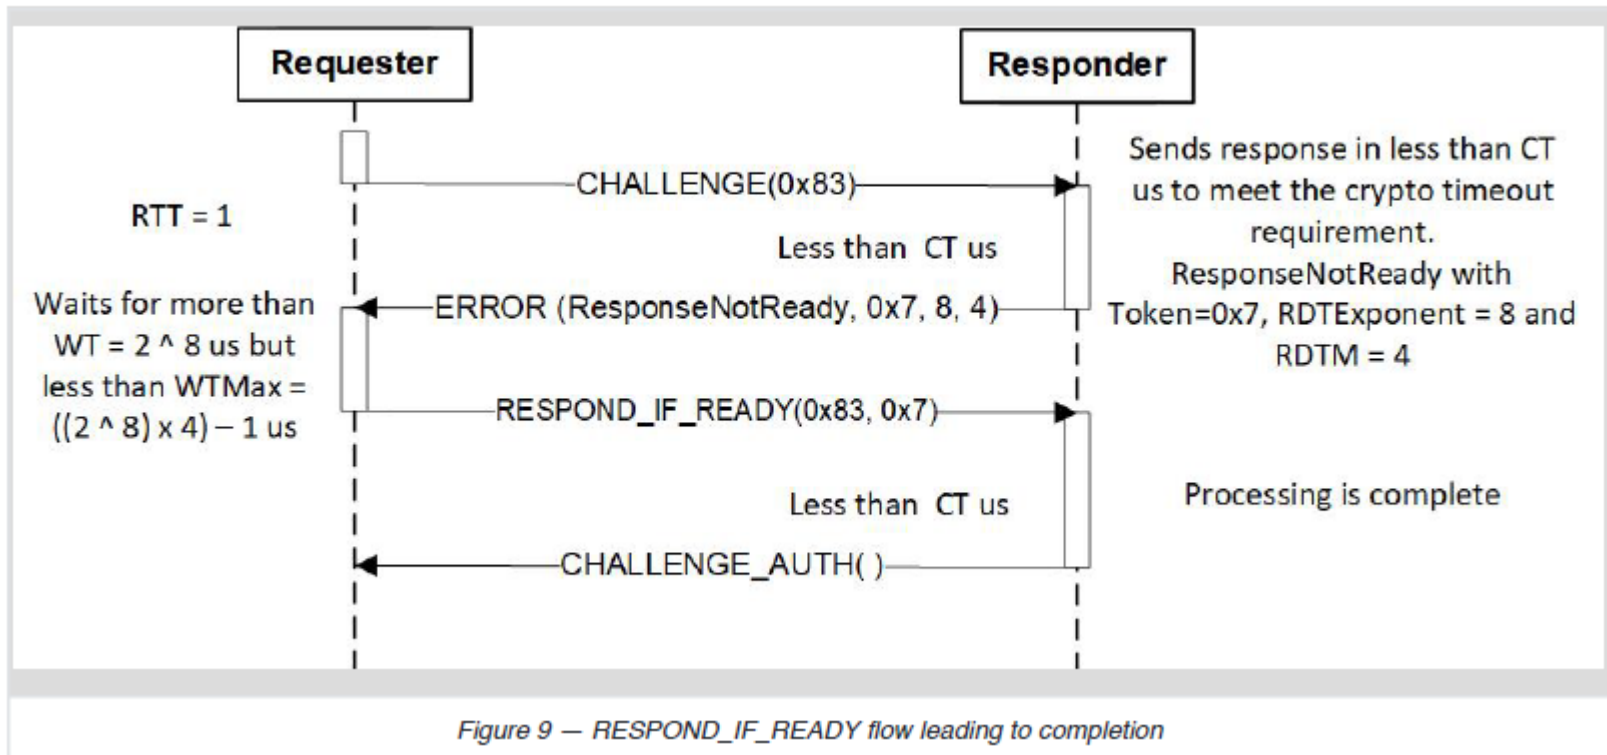 Requester
Responder
CHALLENGE(0x83)
Sends response in less than CT
us to meet the crypto timeout
requirement.
ResponseNotReady with
Token=0x7, RDTExponent = 8 and
RDTM = 4
RTT = 1
Less than CT us
Waits for more than
WT = 2 ^ 8 us but
less than WTMax =
((2 ^ 8) x 4) – 1 us
ERROR (ResponseNotReady, 0x7, 8, 4)
RESPOND_IF_READY(0x83, 0x7)
Less than CT us
Processing is complete
CHALLENGE_AUTH( )
Figure 9 — RESPOND_IF_READY flow leading to completion